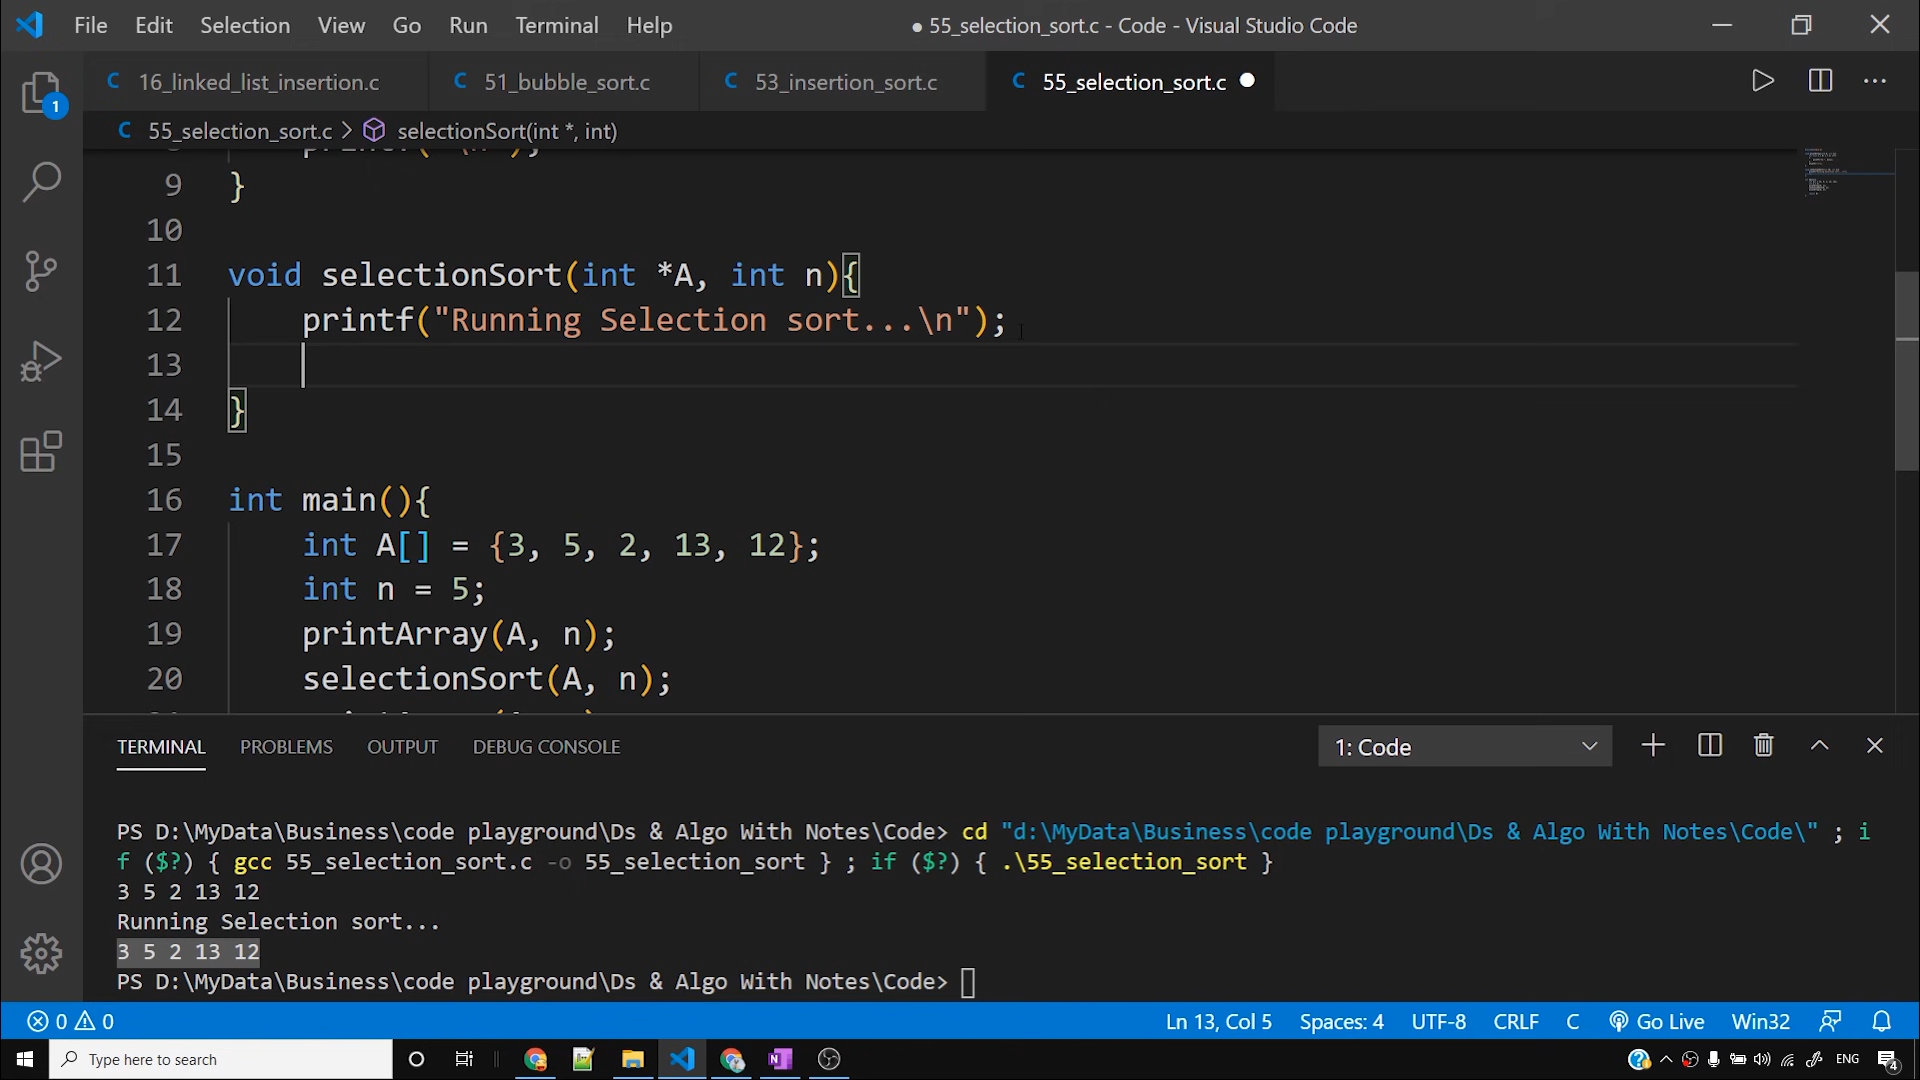 File Edit Selection View Go Run Terminal Help ● 55_selection_sort.c - Code - Visual Studio Code
C 16_linked_list_insertion.c C 51_bubble_sort.c C 53_insertion_sort.c C 55_selection_sort.c ●
1
C 55_selection_sort.c > selectionSort(int *, int)
9 }
10
11 void selectionSort(int *A, int n){
12 printf("Running Selection sort...\n");
13
14 }
15
16 int main(){
17 int A[] = {3, 5, 2, 13, 12};
18 int n = 5;
19 printArray(A, n);
20 selectionSort(A, n);
TERMINAL PROBLEMS OUTPUT DEBUG CONSOLE 1: Code
PS D:\MyData\Business\code playground\Ds & Algo With Notes\Code> cd "d:\MyData\Business\code playground\Ds & Algo With Notes\Code\" ; i
f ($?) { gcc 55_selection_sort.c -o 55_selection_sort } ; if ($?) { .\55_selection_sort }
3 5 2 13 12
Running Selection sort...
3 5 2 13 12
PS D:\MyData\Business\code playground\Ds & Algo With Notes\Code>
0 0 Ln 13, Col 5 Spaces: 4 UTF-8 CRLF C Go Live Win32
Type here to search ENG 4